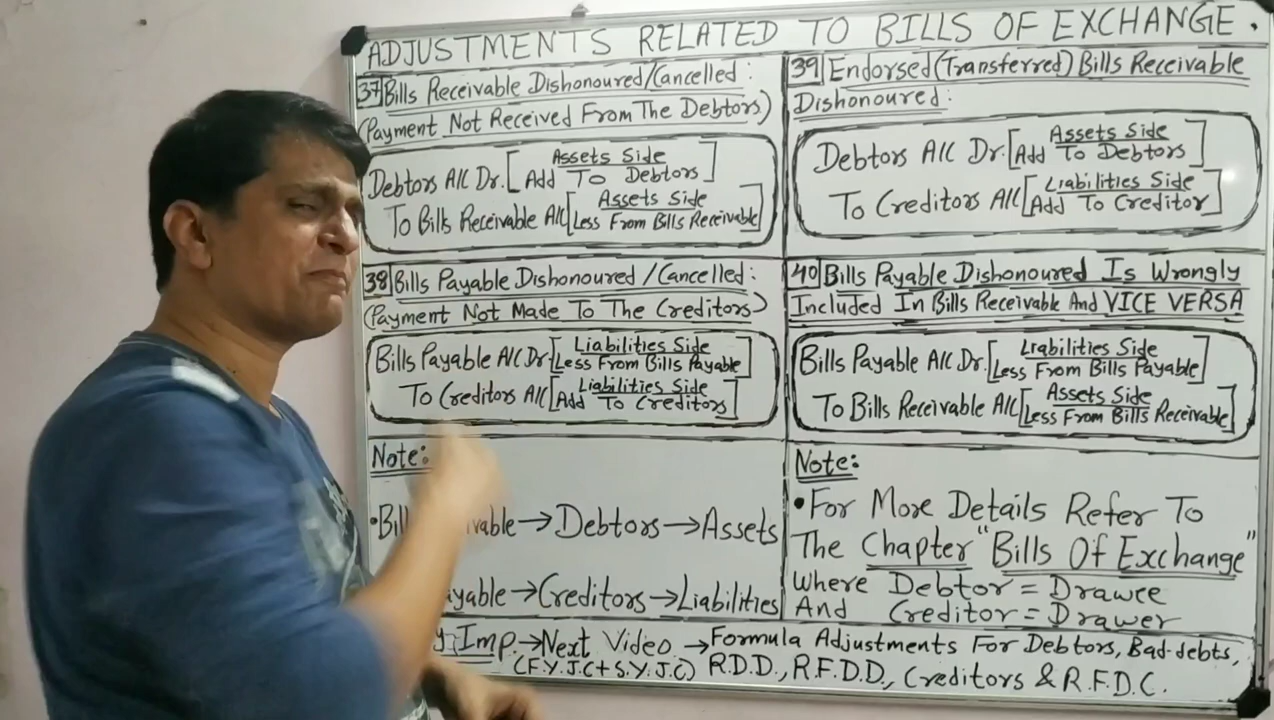 ADJUSTMENTS RELATED TO BILLS OF EXCHANGE.
37 Bills Receivable Dishonoured/Cancelled:
(Payment Not Received From The Debtors)
Debtors A/C Dr. [Assets Side
Add To Debtors]
To Bills Receivable A/C [Assets Side
Less From Bills Receivable]
38 Bills Payable Dishonoured/Cancelled:
(Payment Not Made To The Creditors)
Bills Payable A/C Dr [Liabilities Side
Less From Bills Payable]
To Creditors A/C [Liabilities Side
Add To Creditors]
Note:
•Bill → Debtors → Assets
→ Creditors → Liabilities
39 Endorsed (Transferred) Bills Receivable
Dishonoured:
Debtors A/C Dr. [Assets Side
Add To Debtors]
To Creditors A/C [Liabilities Side
Add To Creditor]
40 Bills Payable Dishonoured Is Wrongly
Included In Bills Receivable And VICE VERSA
Bills Payable A/C Dr. [Liabilities Side
Less From Bills Payable]
To Bills Receivable A/C [Assets Side
Less From Bills Receivable]
Note:
•For More Details Refer To
The Chapter "Bills Of Exchange"
Where Debtor = Drawee
And Creditor = Drawer
Imp. → Next Video → Formula Adjustments For Debtors, Bad-debts,
(F.Y.J.C + S.Y.J.C) R.D.D., R.F.D.D., Creditors & R.F.D.C.